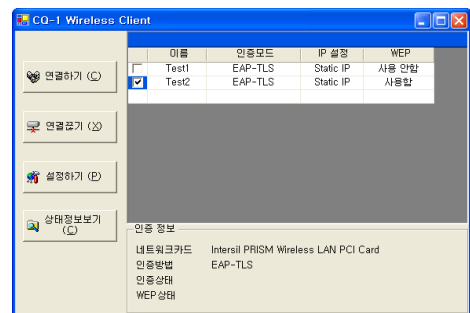 CQ-1 Wireless Client
이름 인증모드 IP 설정 WEP
Test1 EAP-TLS Static IP 사용 안함
Test2 EAP-TLS Static IP 사용함
연결하기 (C)
연결끊기 (X)
설정하기 (P)
상태정보보기
(C)
인증 정보
네트워크카드 Intersil PRISM Wireless LAN PCI Card
인증방법 EAP-TLS
인증상태
WEP상태